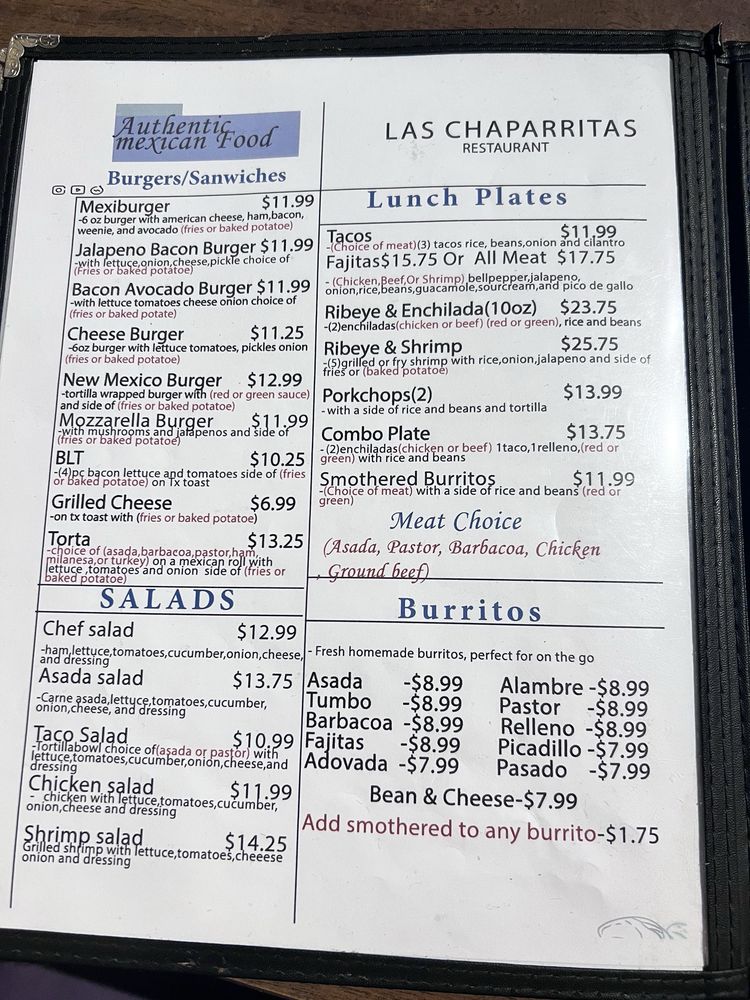 Authentic
mexican Food
LAS CHAPARRITAS
RESTAURANT
Burgers/Sanwiches
Mexiburger $11.99
-6 oz burger with american cheese, ham,bacon,
weenie, and avocado (fries or baked potatoe)
Jalapeno Bacon Burger $11.99
-with lettuce,onion,cheese,pickle choice of
(Fries or baked potatoe)
Bacon Avocado Burger $11.99
-with lettuce tomatoes cheese onion choice of
(fries or baked potate)
Cheese Burger $11.25
-6oz burger with lettuce tomatoes, pickles onion
(fries or baked potatoe)
New Mexico Burger $12.99
-tortilla wrapped burger with (red or green sauce)
and side of (fries or baked potatoe)
Mozzarella Burger $11.99
-with mushrooms and jalapenos and side of
(fries or baked potatoe)
BLT $10.25
-(4)pc bacon lettuce and tomatoes side of (fries
or baked potatoe) on Tx toast
Grilled Cheese $6.99
-on tx toast with (fries or baked potatoe)
Torta $13.25
-choice of (asada,barbacoa,pastor,ham,
milanesa,or turkey) on a mexican roll with
lettuce ,tomatoes and onion side of (fries or
baked potatoe)
SALADS
Chef salad $12.99
-ham,lettuce,tomatoes,cucumber,onion,cheese,
and dressing
Asada salad $13.75
-Carne asada,lettuce,tomatoes,cucumber,
onion,cheese, and dressing
Taco Salad $10.99
-Tortillabowl choice of(asada or pastor) with
lettuce,tomatoes,cucumber,onion,cheese,and
dressing
Chicken salad $11.99
- chicken with lettuce,tomatoes,cucumber,
onion,cheese and dressing
Shrimp salad $14.25
Grilled shrimp with lettuce,tomatoes,cheeese
onion and dressing
Lunch Plates
Tacos $11.99
-(Choice of meat)(3) tacos rice, beans,onion and cilantro
Fajitas$15.75 Or All Meat $17.75
- (Chicken,Beef,Or Shrimp) bellpepper,jalapeno,
onion,rice,beans,guacamole,sourcream,and pico de gallo
Ribeye & Enchilada(10oz) $23.75
-(2)enchiladas(chicken or beef) (red or green), rice and beans
Ribeye & Shrimp $25.75
-(5)grilled or fry shrimp with rice,onion,jalapeno and side of
fries or (baked potatoe)
Porkchops(2) $13.99
- with a side of rice and beans and tortilla
Combo Plate $13.75
-(2)enchiladas(chicken or beef) 1taco,1relleno,(red or
green) with rice and beans
Smothered Burritos $11.99
-(Choice of meat) with a side of rice and beans (red or
green)
Meat Choice
(Asada, Pastor, Barbacoa, Chicken
, Ground beef)
Burritos
- Fresh homemade burritos, perfect for on the go
Asada -$8.99 Alambre -$8.99
Tumbo -$8.99 Pastor -$8.99
Barbacoa -$8.99 Relleno -$8.99
Fajitas -$8.99 Picadillo -$7.99
Adovada -$7.99 Pasado -$7.99
Bean & Cheese-$7.99
Add smothered to any burrito-$1.75